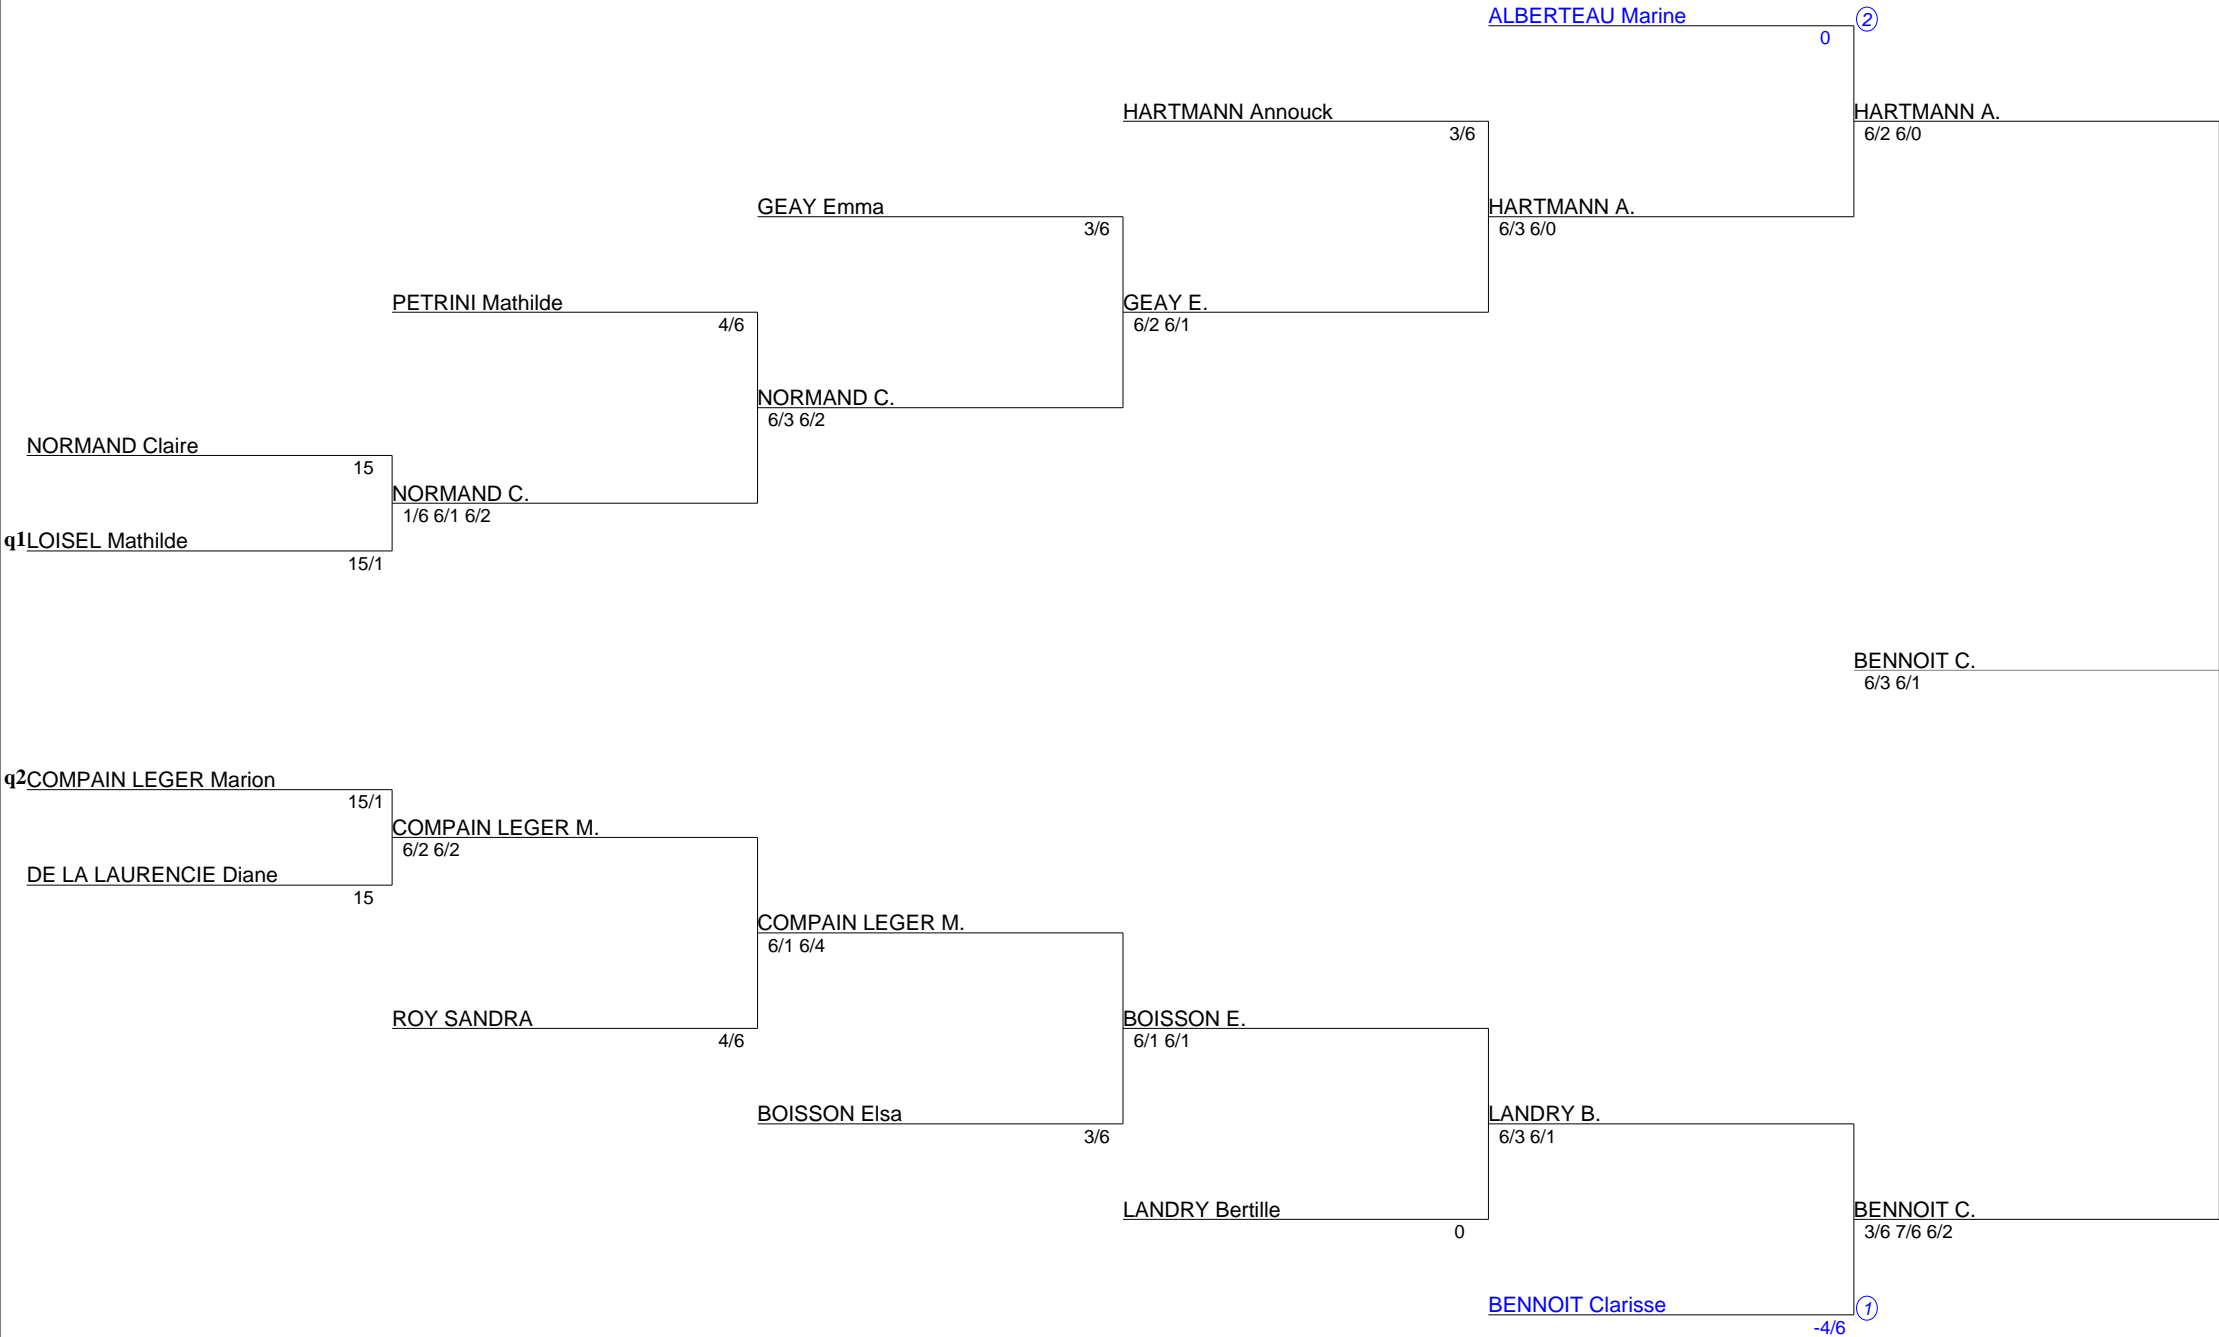 ALBERTEAU Marine 2
0
HARTMANN Annouck
3/6
HARTMANN A.
6/2 6/0
GEAY Emma
3/6
HARTMANN A.
6/3 6/0
PETRINI Mathilde
4/6
GEAY E.
6/2 6/1
NORMAND C.
6/3 6/2
NORMAND Claire
15
NORMAND C.
1/6 6/1 6/2
q1 LOISEL Mathilde
15/1
BENNOIT C.
6/3 6/1
q2 COMPAIN LEGER Marion
15/1
COMPAIN LEGER M.
6/2 6/2
DE LA LAURENCIE Diane
15
COMPAIN LEGER M.
6/1 6/4
ROY SANDRA
4/6
BOISSON E.
6/1 6/1
BOISSON Elsa
3/6
LANDRY B.
6/3 6/1
LANDRY Bertille
0
BENNOIT C.
3/6 7/6 6/2
BENNOIT Clarisse 1
-4/6